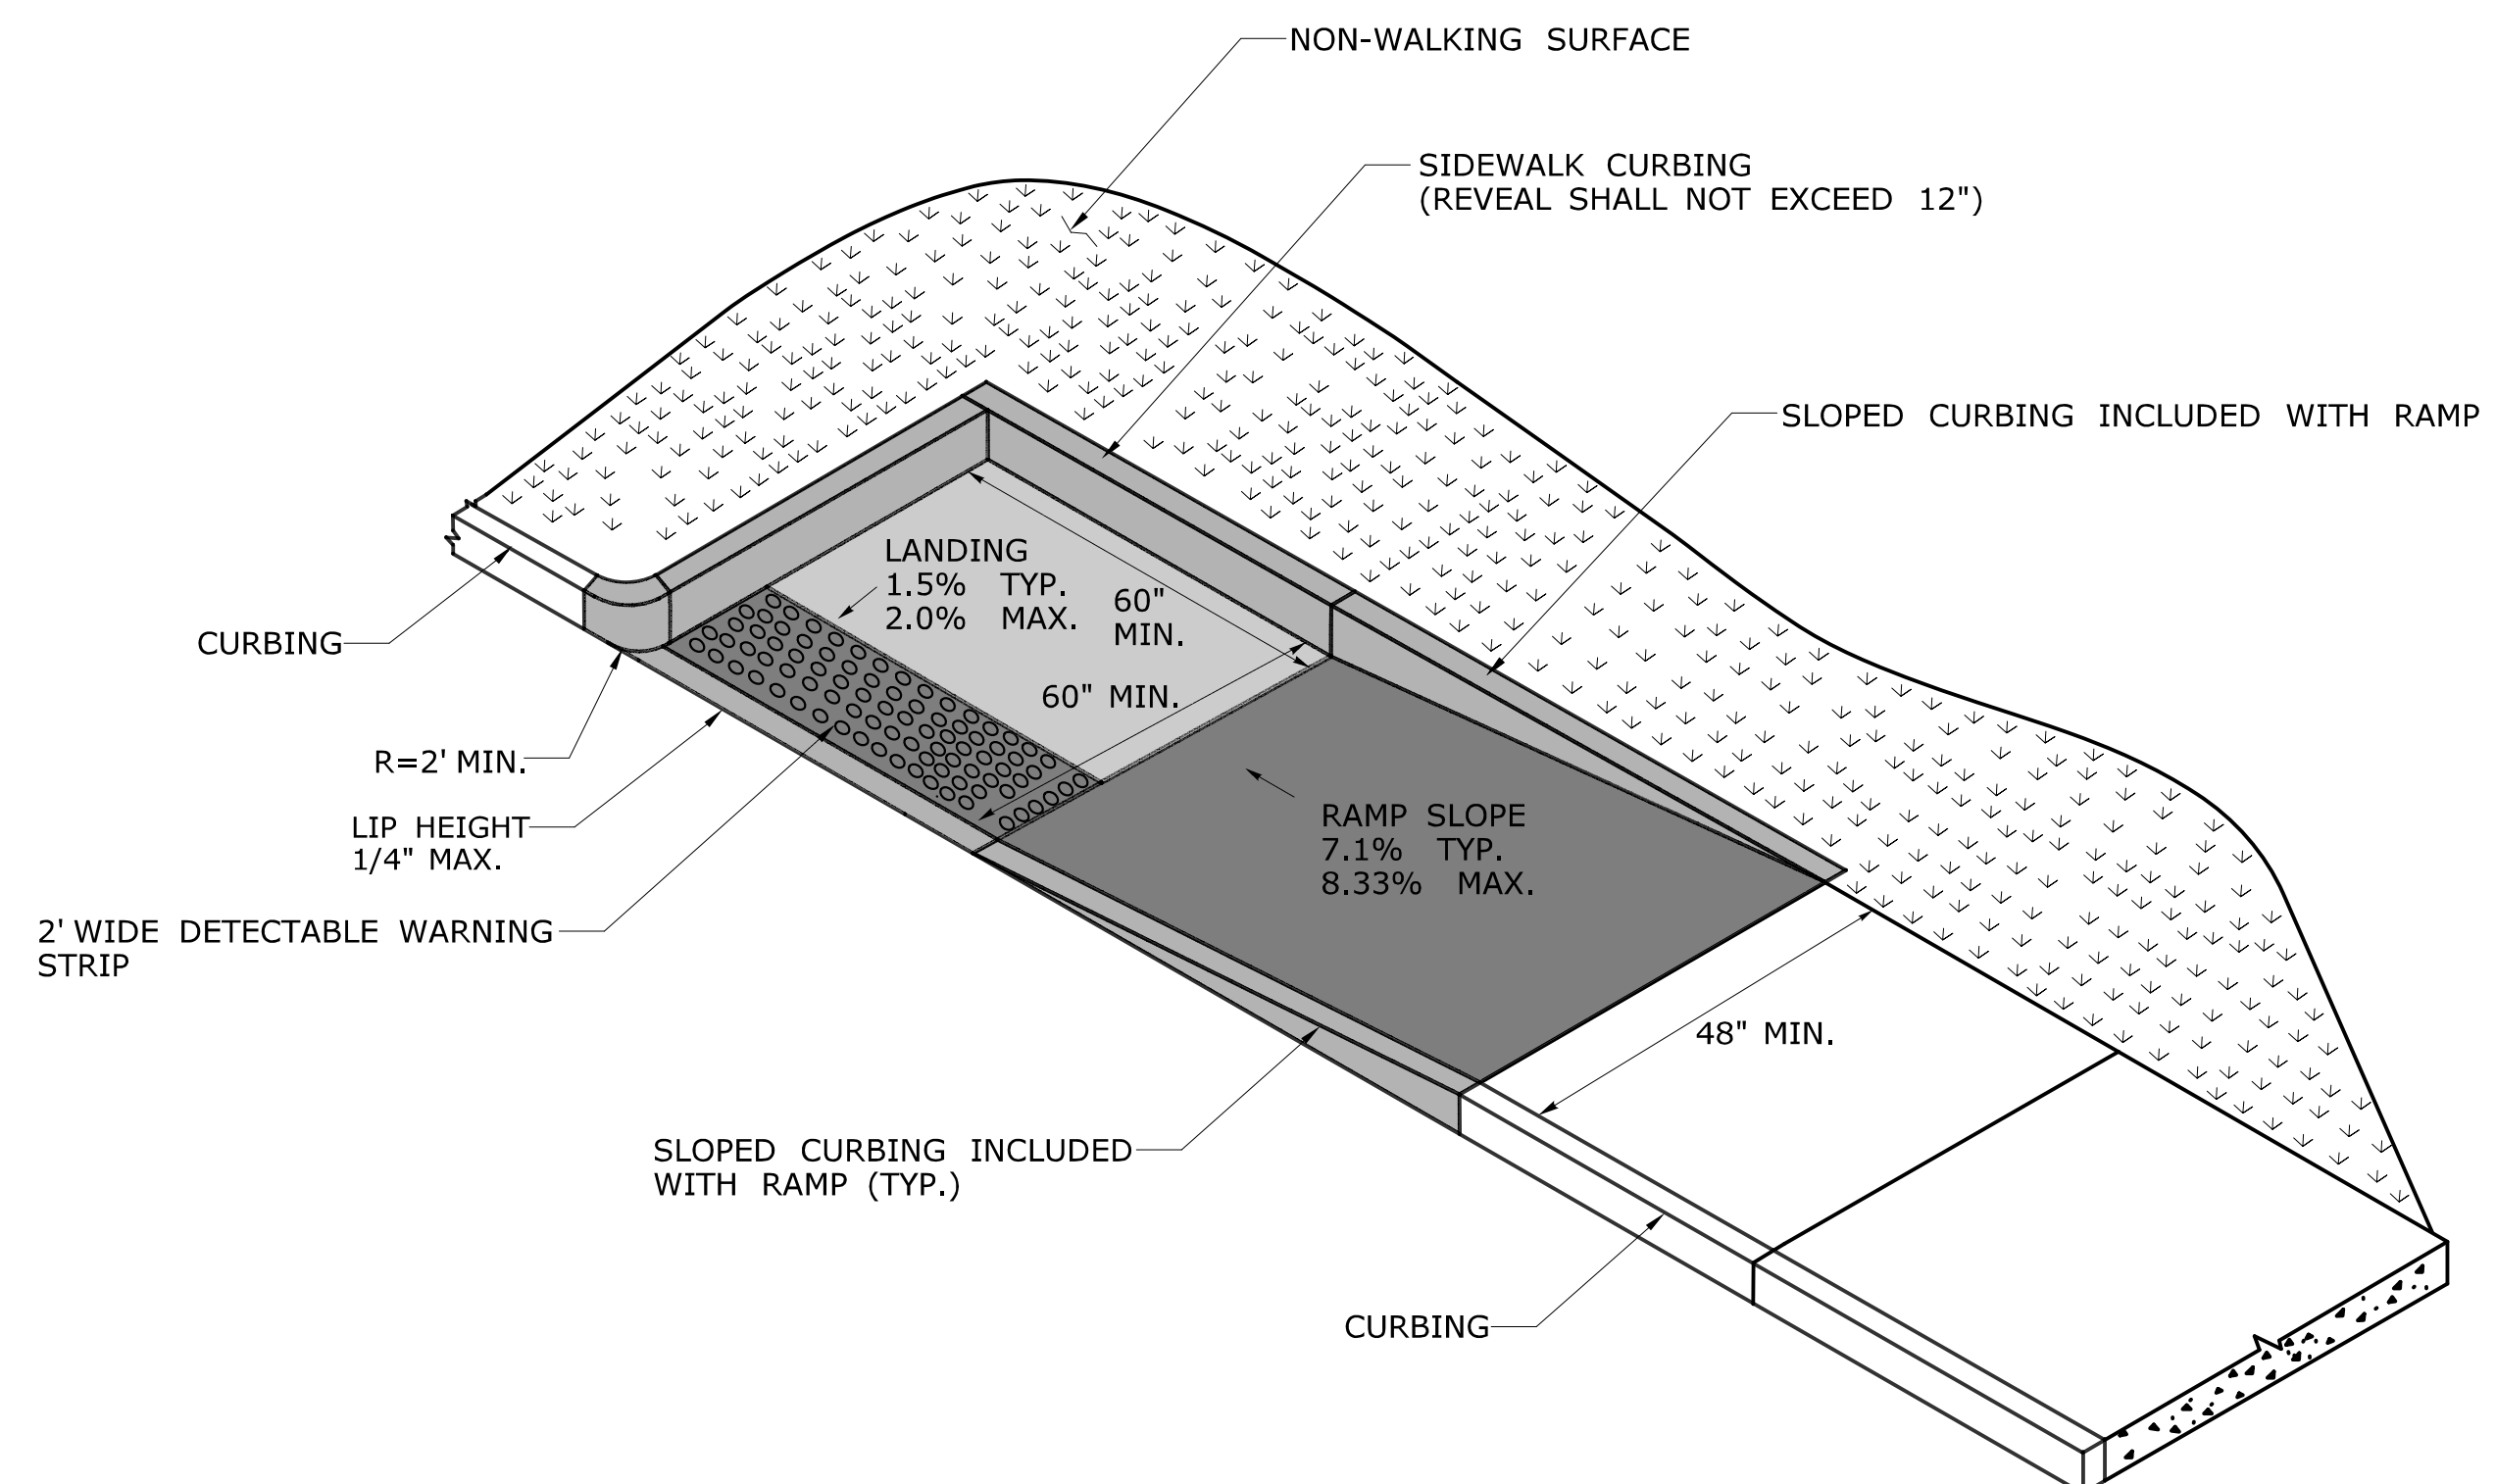 NON-WALKING SURFACE
SIDEWALK CURBING
(REVEAL SHALL NOT EXCEED 12")
SLOPED CURBING INCLUDED WITH RAMP
LANDING
1.5% TYP.
2.0% MAX.
60"
MIN.
60" MIN.
CURBING
R=2' MIN.
LIP HEIGHT
1/4" MAX.
RAMP SLOPE
7.1% TYP.
8.33% MAX.
2' WIDE DETECTABLE WARNING
STRIP
48" MIN.
SLOPED CURBING INCLUDED
WITH RAMP (TYP.)
CURBING